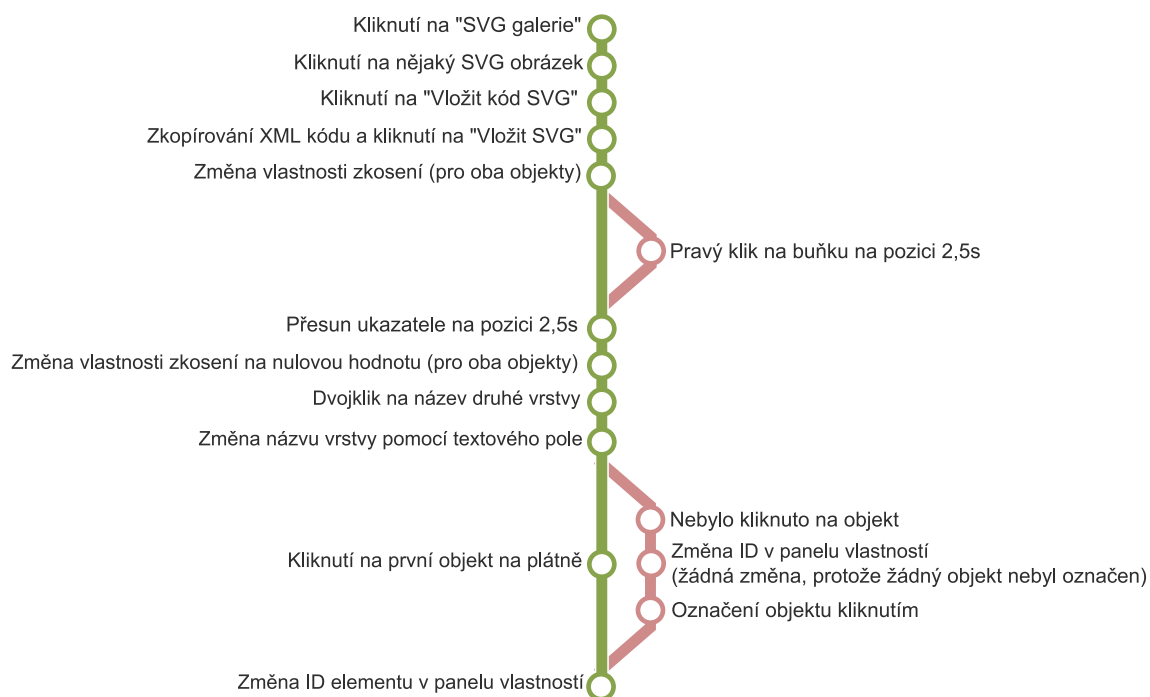 Kliknutí na "SVG galerie"
Kliknutí na nějaký SVG obrázek
Kliknutí na "Vložit kód SVG"
Zkopírování XML kódu a kliknutí na "Vložit SVG"
Změna vlastnosti zkosení (pro oba objekty)
Pravý klik na buňku na pozici 2,5s
Přesun ukazatele na pozici 2,5s
Změna vlastnosti zkosení na nulovou hodnotu (pro oba objekty)
Dvojklik na název druhé vrstvy
Změna názvu vrstvy pomocí textového pole
Nebylo kliknuto na objekt
Kliknutí na první objekt na plátně
Změna ID v panelu vlastností
(žádná změna, protože žádný objekt nebyl označen)
Označení objektu kliknutím
Změna ID elementu v panelu vlastností